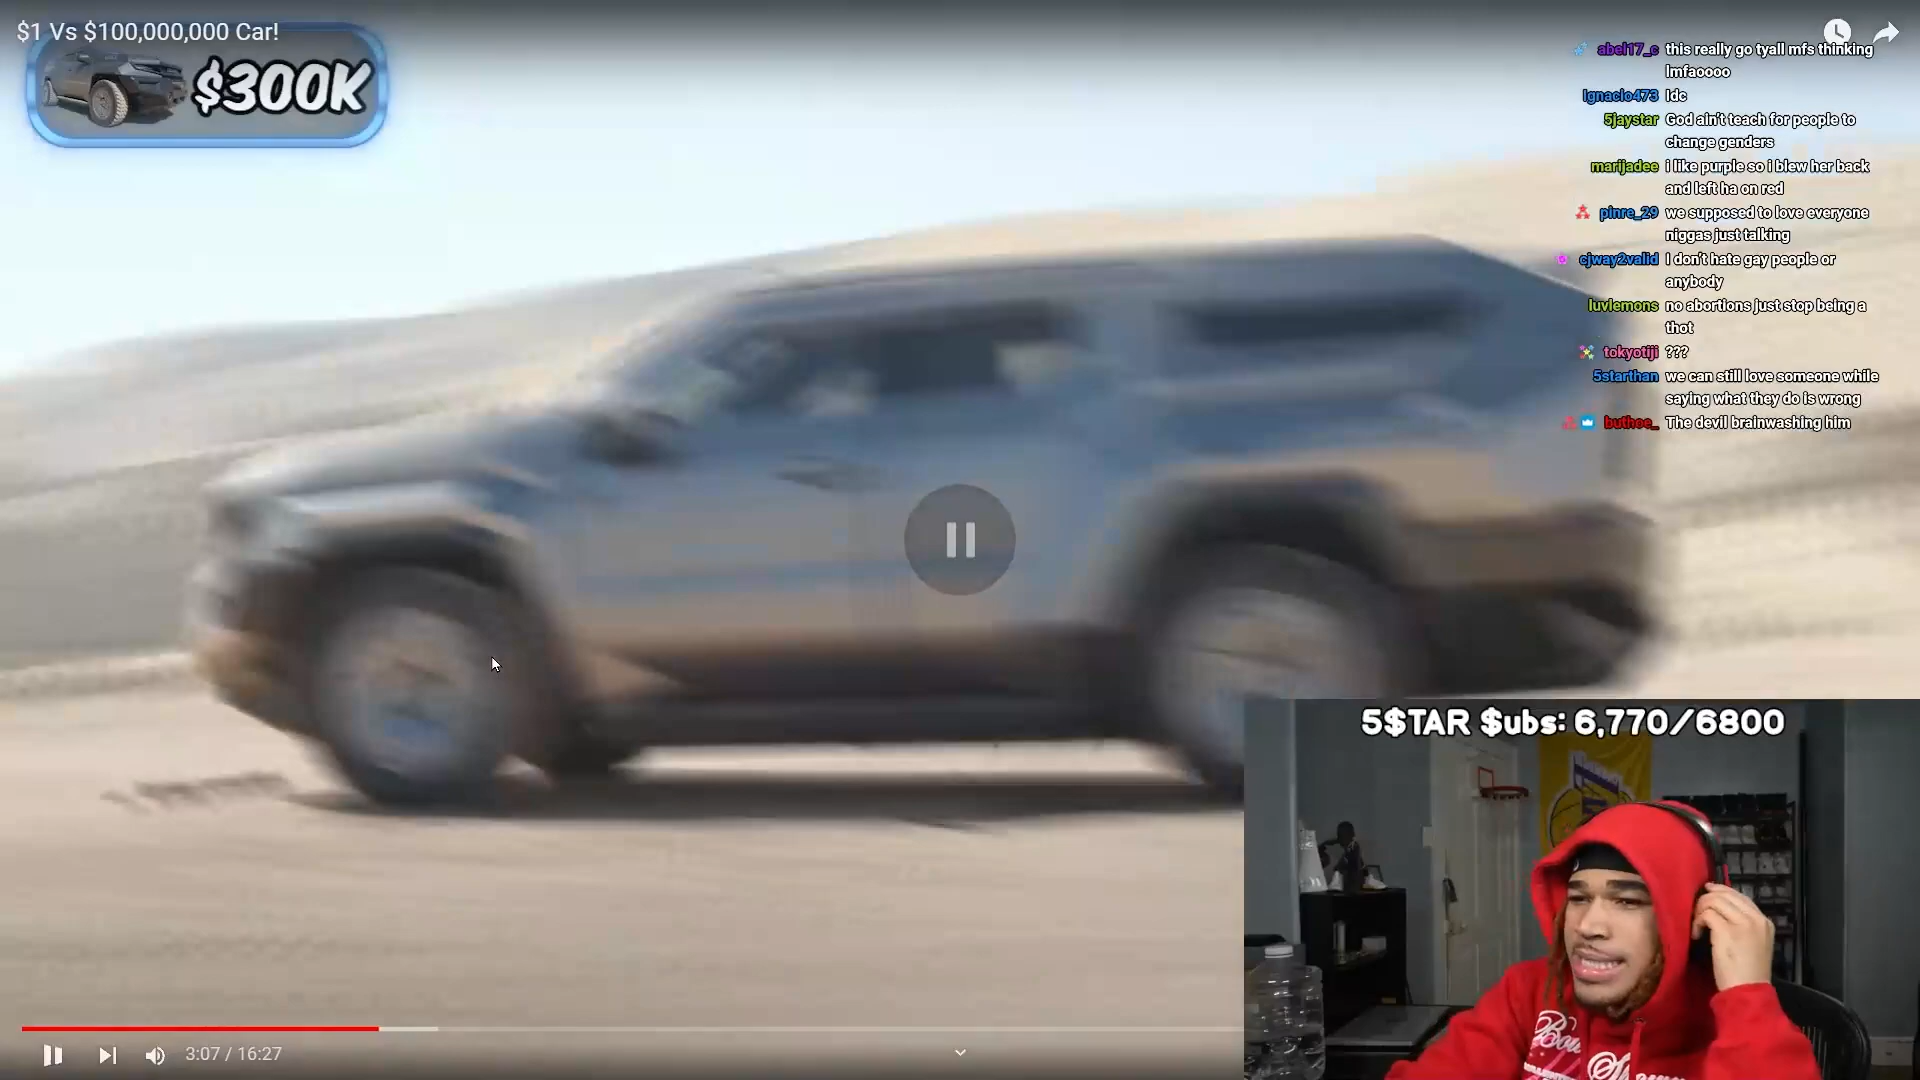 $1 Vs $100,000,000 Car!
$300K
abel17_c this really go tyall mfs thinking
lmfaoooo
Ignacio473 Idc
5jaystar God ain't teach for people to
change genders
marijadee i like purple so i blew her back
and left ha on red
pinre_29 we supposed to love everyone
niggas just talking
cjway2valid I don't hate gay people or
anybody
luvlemons no abortions just stop being a
thot
tokyotiji ???
5starthan we can still love someone while
saying what they do is wrong
buthoe_ The devil brainwashing him
5$TAR $ubs: 6,770/6800
3:07 / 16:27